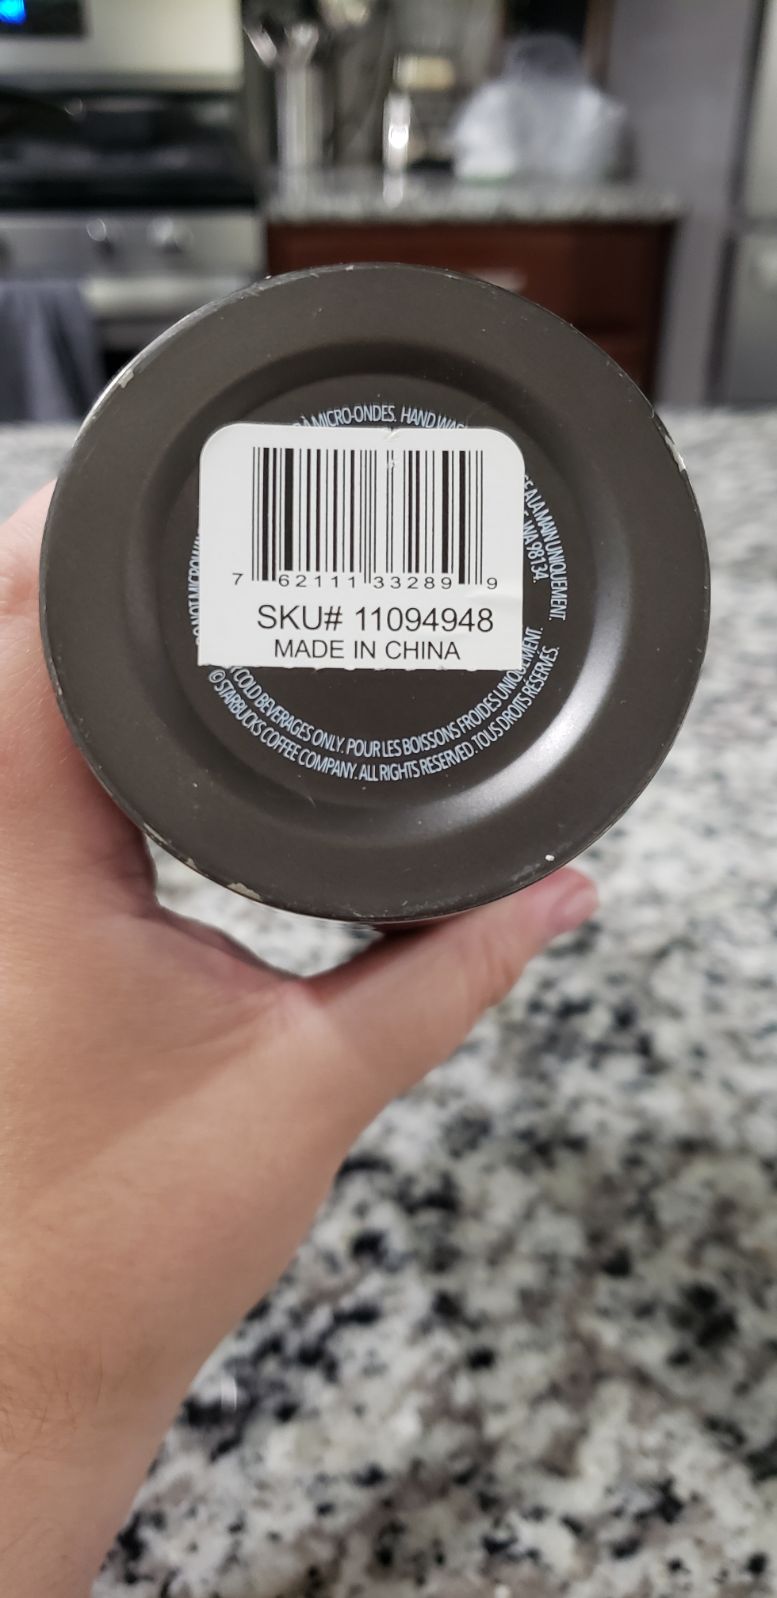 À MICRO-ONDES. HAND
7 62111 33289 9
SKU# 11094948
MADE IN CHINA
À LA MAIN UNIQUEMENT.
WA 98134.
COLD BEVERAGES ONLY. POUR LES BOISSONS FROIDES UNIQUEMENT.
© STARBUCKS COFFEE COMPANY. ALL RIGHTS RESERVED. TOUS DROITS RÉSERVÉS.